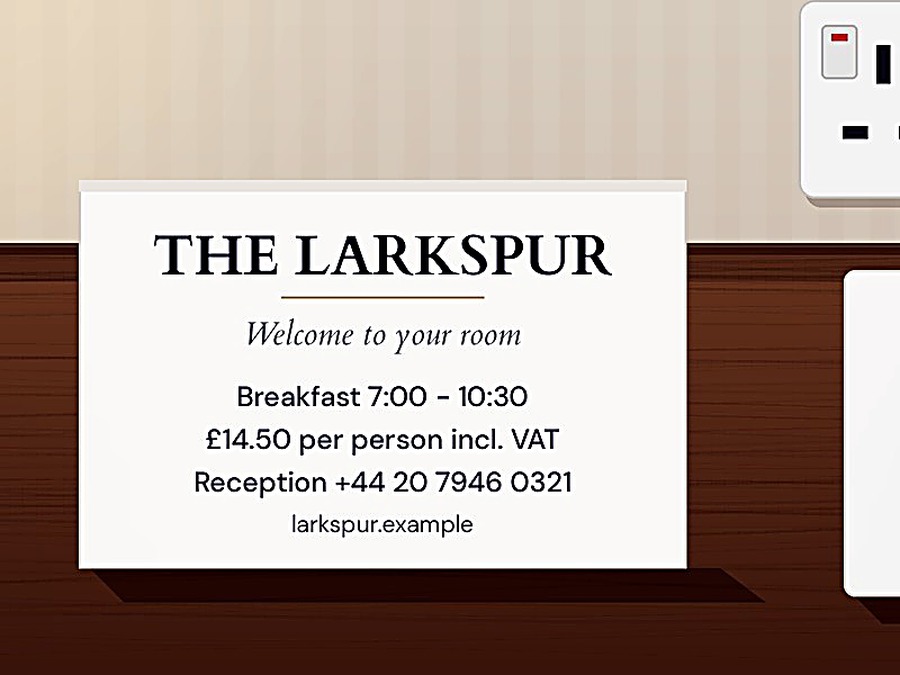 THE LARKSPUR
Welcome to your room
Breakfast 7:00 - 10:30
£14.50 per person incl. VAT
Reception +44 20 7946 0321
larkspur.example